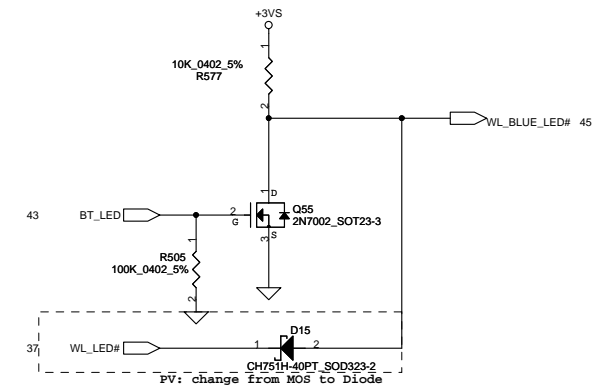 +3VS
1
10K_0402_5%
R577
2
WL_BLUE_LED# 45
1
D
Q55
2N7002_SOT23-3
43 BT_LED
2
G
3
S
1
R505
100K_0402_5%
2
D15
37 WL_LED#
1 2
CH751H-40PT_SOD323-2
PV: change from MOS to Diode